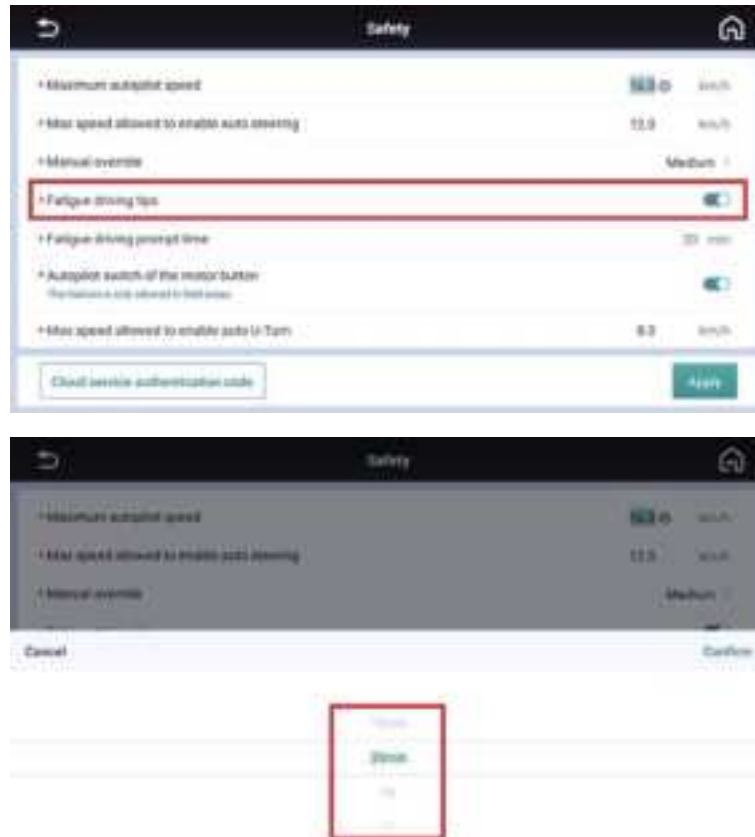 Safety
Maximum autopilot speed km/h
Max speed allowed to enable auto steering 12.0 km/h
Manual override Medium
Fatigue driving tips
Fatigue driving prompt time min
Autopilot switch of the motor button
Max speed allowed to enable auto U-Turn km/h
Cloud service authentication code Apply
Safety
Maximum autopilot speed km/h
Max speed allowed to enable auto steering km/h
Manual override Medium
Cancel Confirm